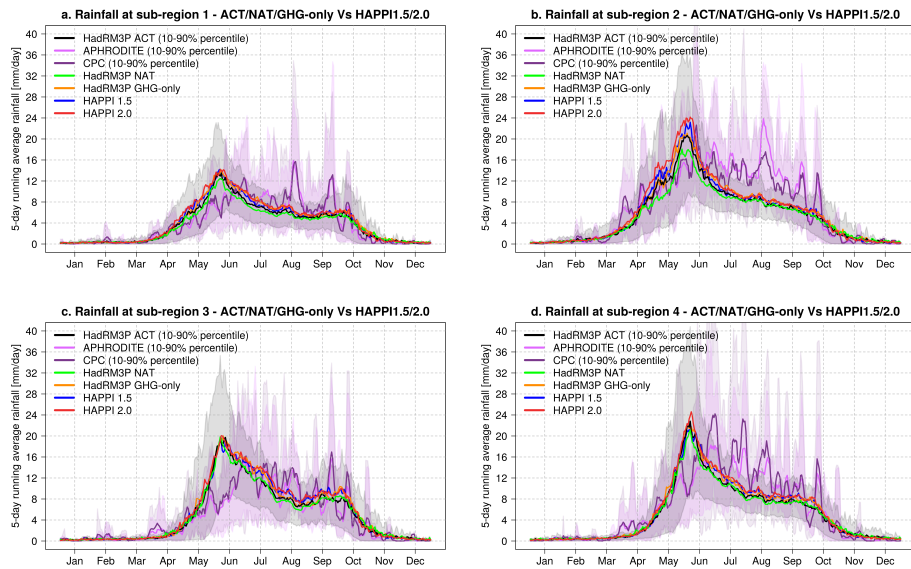 a. Rainfall at sub-region 1 - ACT/NAT/GHG-only Vs HAPPI1.5/2.0
5-day running average rainfall [mm/day]
40
36
32
28
24
20
16
12
8
4
0
HadRM3P ACT (10-90% percentile)
APHRODITE (10-90% percentile)
CPC (10-90% percentile)
HadRM3P NAT
HadRM3P GHG-only
HAPPI 1.5
HAPPI 2.0
Jan Feb Mar Apr May Jun Jul Aug Sep Oct Nov Dec
b. Rainfall at sub-region 2 - ACT/NAT/GHG-only Vs HAPPI1.5/2.0
5-day running average rainfall [mm/day]
40
36
32
28
24
20
16
12
8
4
0
HadRM3P ACT (10-90% percentile)
APHRODITE (10-90% percentile)
CPC (10-90% percentile)
HadRM3P NAT
HadRM3P GHG-only
HAPPI 1.5
HAPPI 2.0
Jan Feb Mar Apr May Jun Jul Aug Sep Oct Nov Dec
c. Rainfall at sub-region 3 - ACT/NAT/GHG-only Vs HAPPI1.5/2.0
5-day running average rainfall [mm/day]
40
36
32
28
24
20
16
12
8
4
0
HadRM3P ACT (10-90% percentile)
APHRODITE (10-90% percentile)
CPC (10-90% percentile)
HadRM3P NAT
HadRM3P GHG-only
HAPPI 1.5
HAPPI 2.0
Jan Feb Mar Apr May Jun Jul Aug Sep Oct Nov Dec
d. Rainfall at sub-region 4 - ACT/NAT/GHG-only Vs HAPPI1.5/2.0
5-day running average rainfall [mm/day]
40
36
32
28
24
20
16
12
8
4
0
HadRM3P ACT (10-90% percentile)
APHRODITE (10-90% percentile)
CPC (10-90% percentile)
HadRM3P NAT
HadRM3P GHG-only
HAPPI 1.5
HAPPI 2.0
Jan Feb Mar Apr May Jun Jul Aug Sep Oct Nov Dec